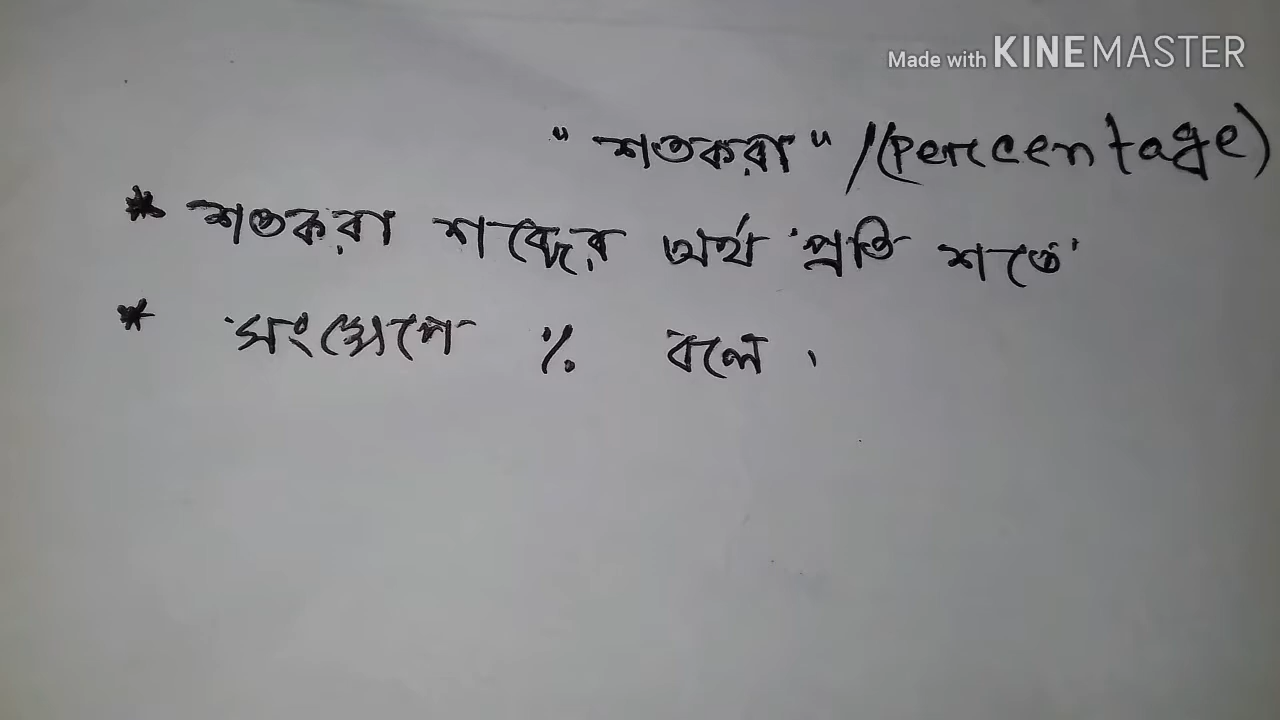 Made with KINEMASTER
"শতকরা" /(Percentage)
* শতকরা শব্দের অর্থ 'প্রতি শতে'
* সংক্ষেপে % বলে।